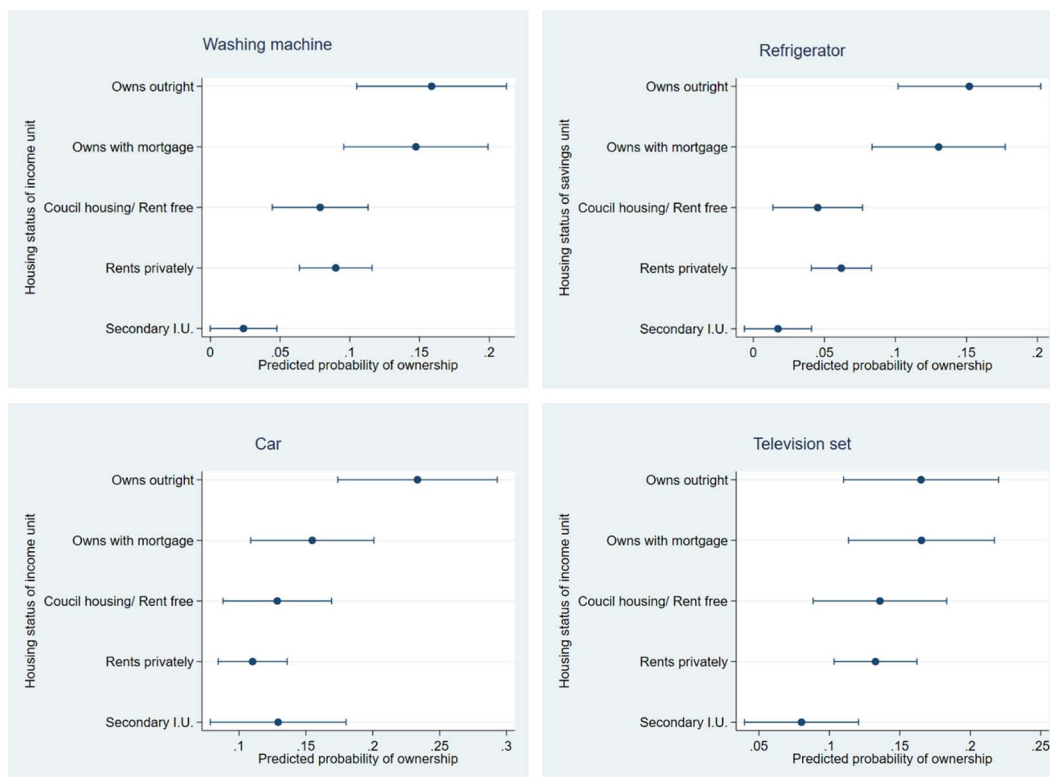 Washing machine
Housing status of income unit
Owns outright
Owns with mortgage
Coucil housing/ Rent free
Rents privately
Secondary I.U.
0 .05 .1 .15 .2
Predicted probability of ownership
Refrigerator
Housing status of savings unit
Owns outright
Owns with mortgage
Coucil housing/ Rent free
Rents privately
Secondary I.U.
0 .05 .1 .15 .2
Predicted probability of ownership
Car
Housing status of income unit
Owns outright
Owns with mortgage
Coucil housing/ Rent free
Rents privately
Secondary I.U.
.1 .15 .2 .25 .3
Predicted probability of ownership
Television set
Housing status of income unit
Owns outright
Owns with mortgage
Coucil housing/ Rent free
Rents privately
Secondary I.U.
.05 .1 .15 .2 .25
Predicted probability of ownership